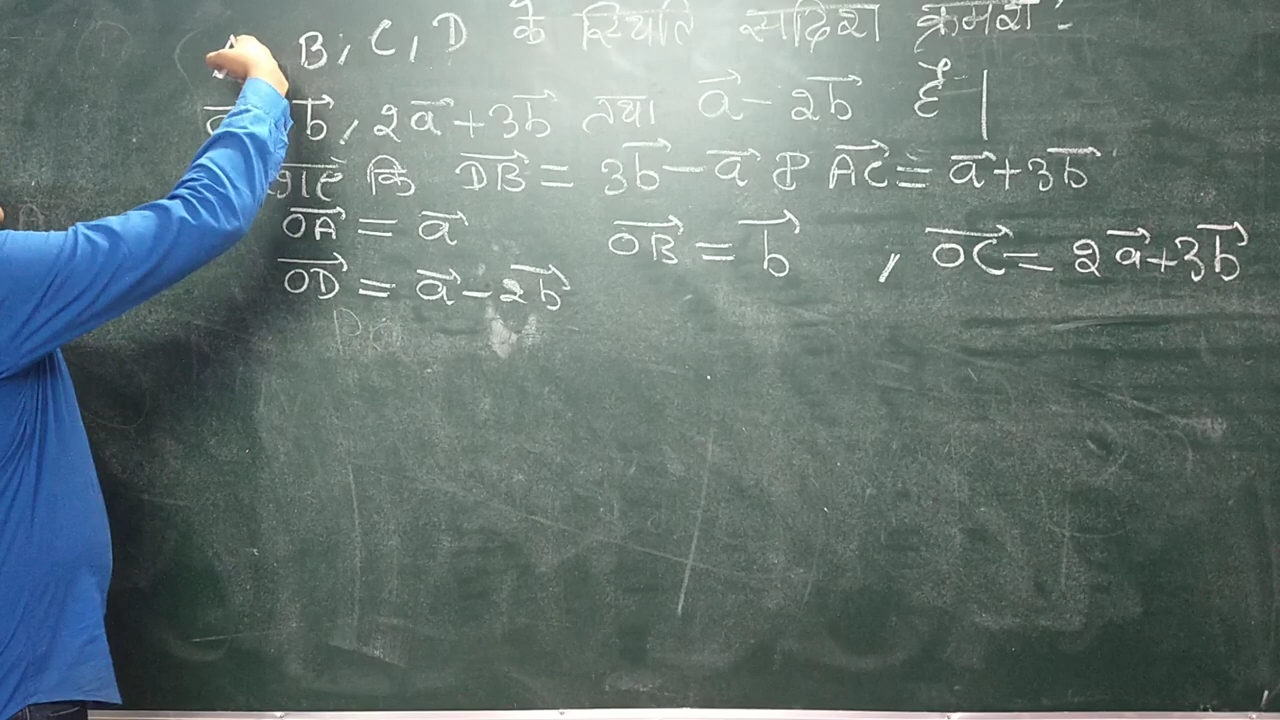 B, C, D के स्थिति सदिश क्रमशः
a⃗, b⃗, 2a⃗+3b⃗ तथा a⃗-2b⃗ है|
कि DB⃗ = 3b⃗-a⃗ & AC⃗ = a⃗+3b⃗
OA⃗ = a⃗ OB⃗ = b⃗ , OC⃗ = 2a⃗+3b⃗
OD⃗ = a⃗-2b⃗